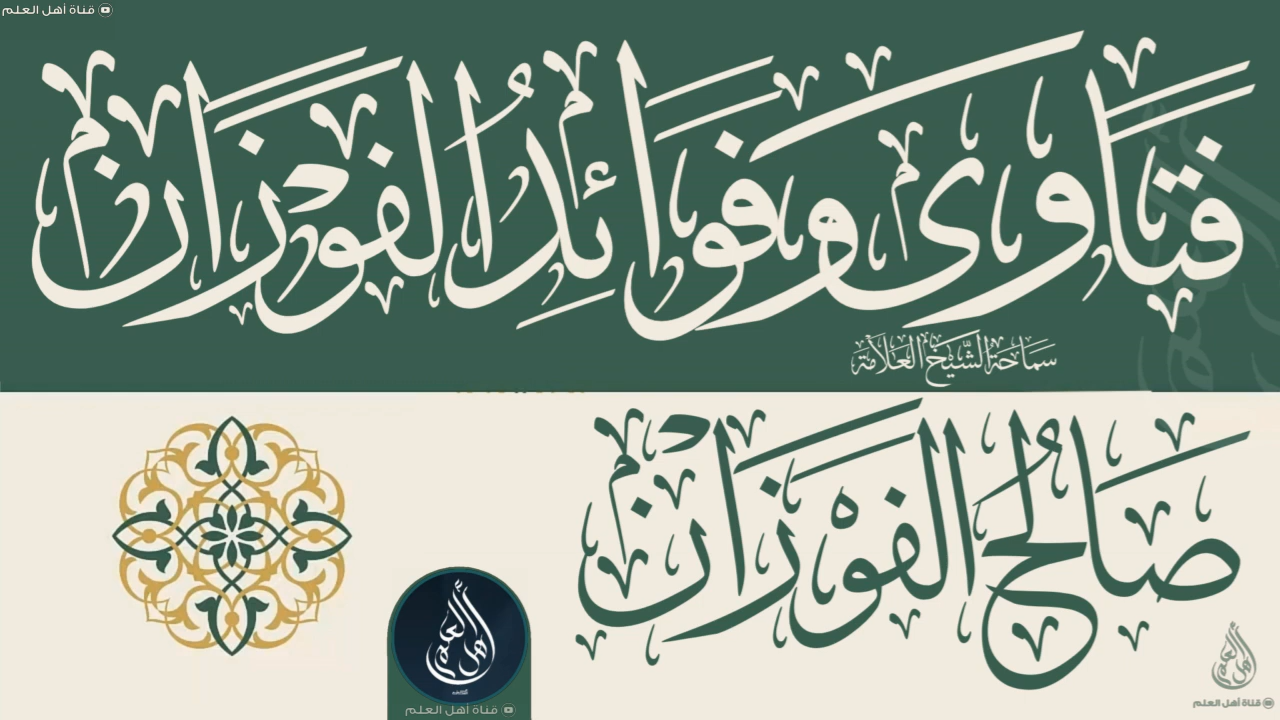 قناة أهل العلم
فتاوى وفوائد الفوزان
سماحة الشيخ العلامة
صالح الفوزان
أهل العلم
قناة أهل العلم
أهل العلم
قناة أهل العلم